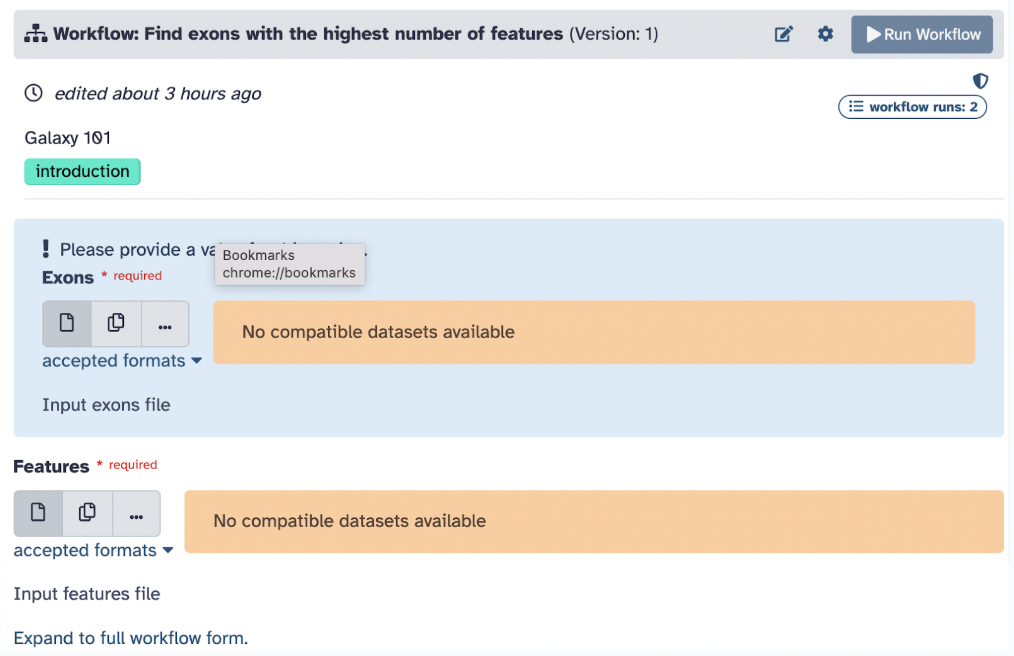 Workflow: Find exons with the highest number of features (Version: 1)
Run Workflow
edited about 3 hours ago
workflow runs: 2
Galaxy 101
introduction
Please provide a
Bookmarks
chrome://bookmarks
Exons * required
No compatible datasets available
accepted formats
Input exons file
Features * required
No compatible datasets available
accepted formats
Input features file
Expand to full workflow form.